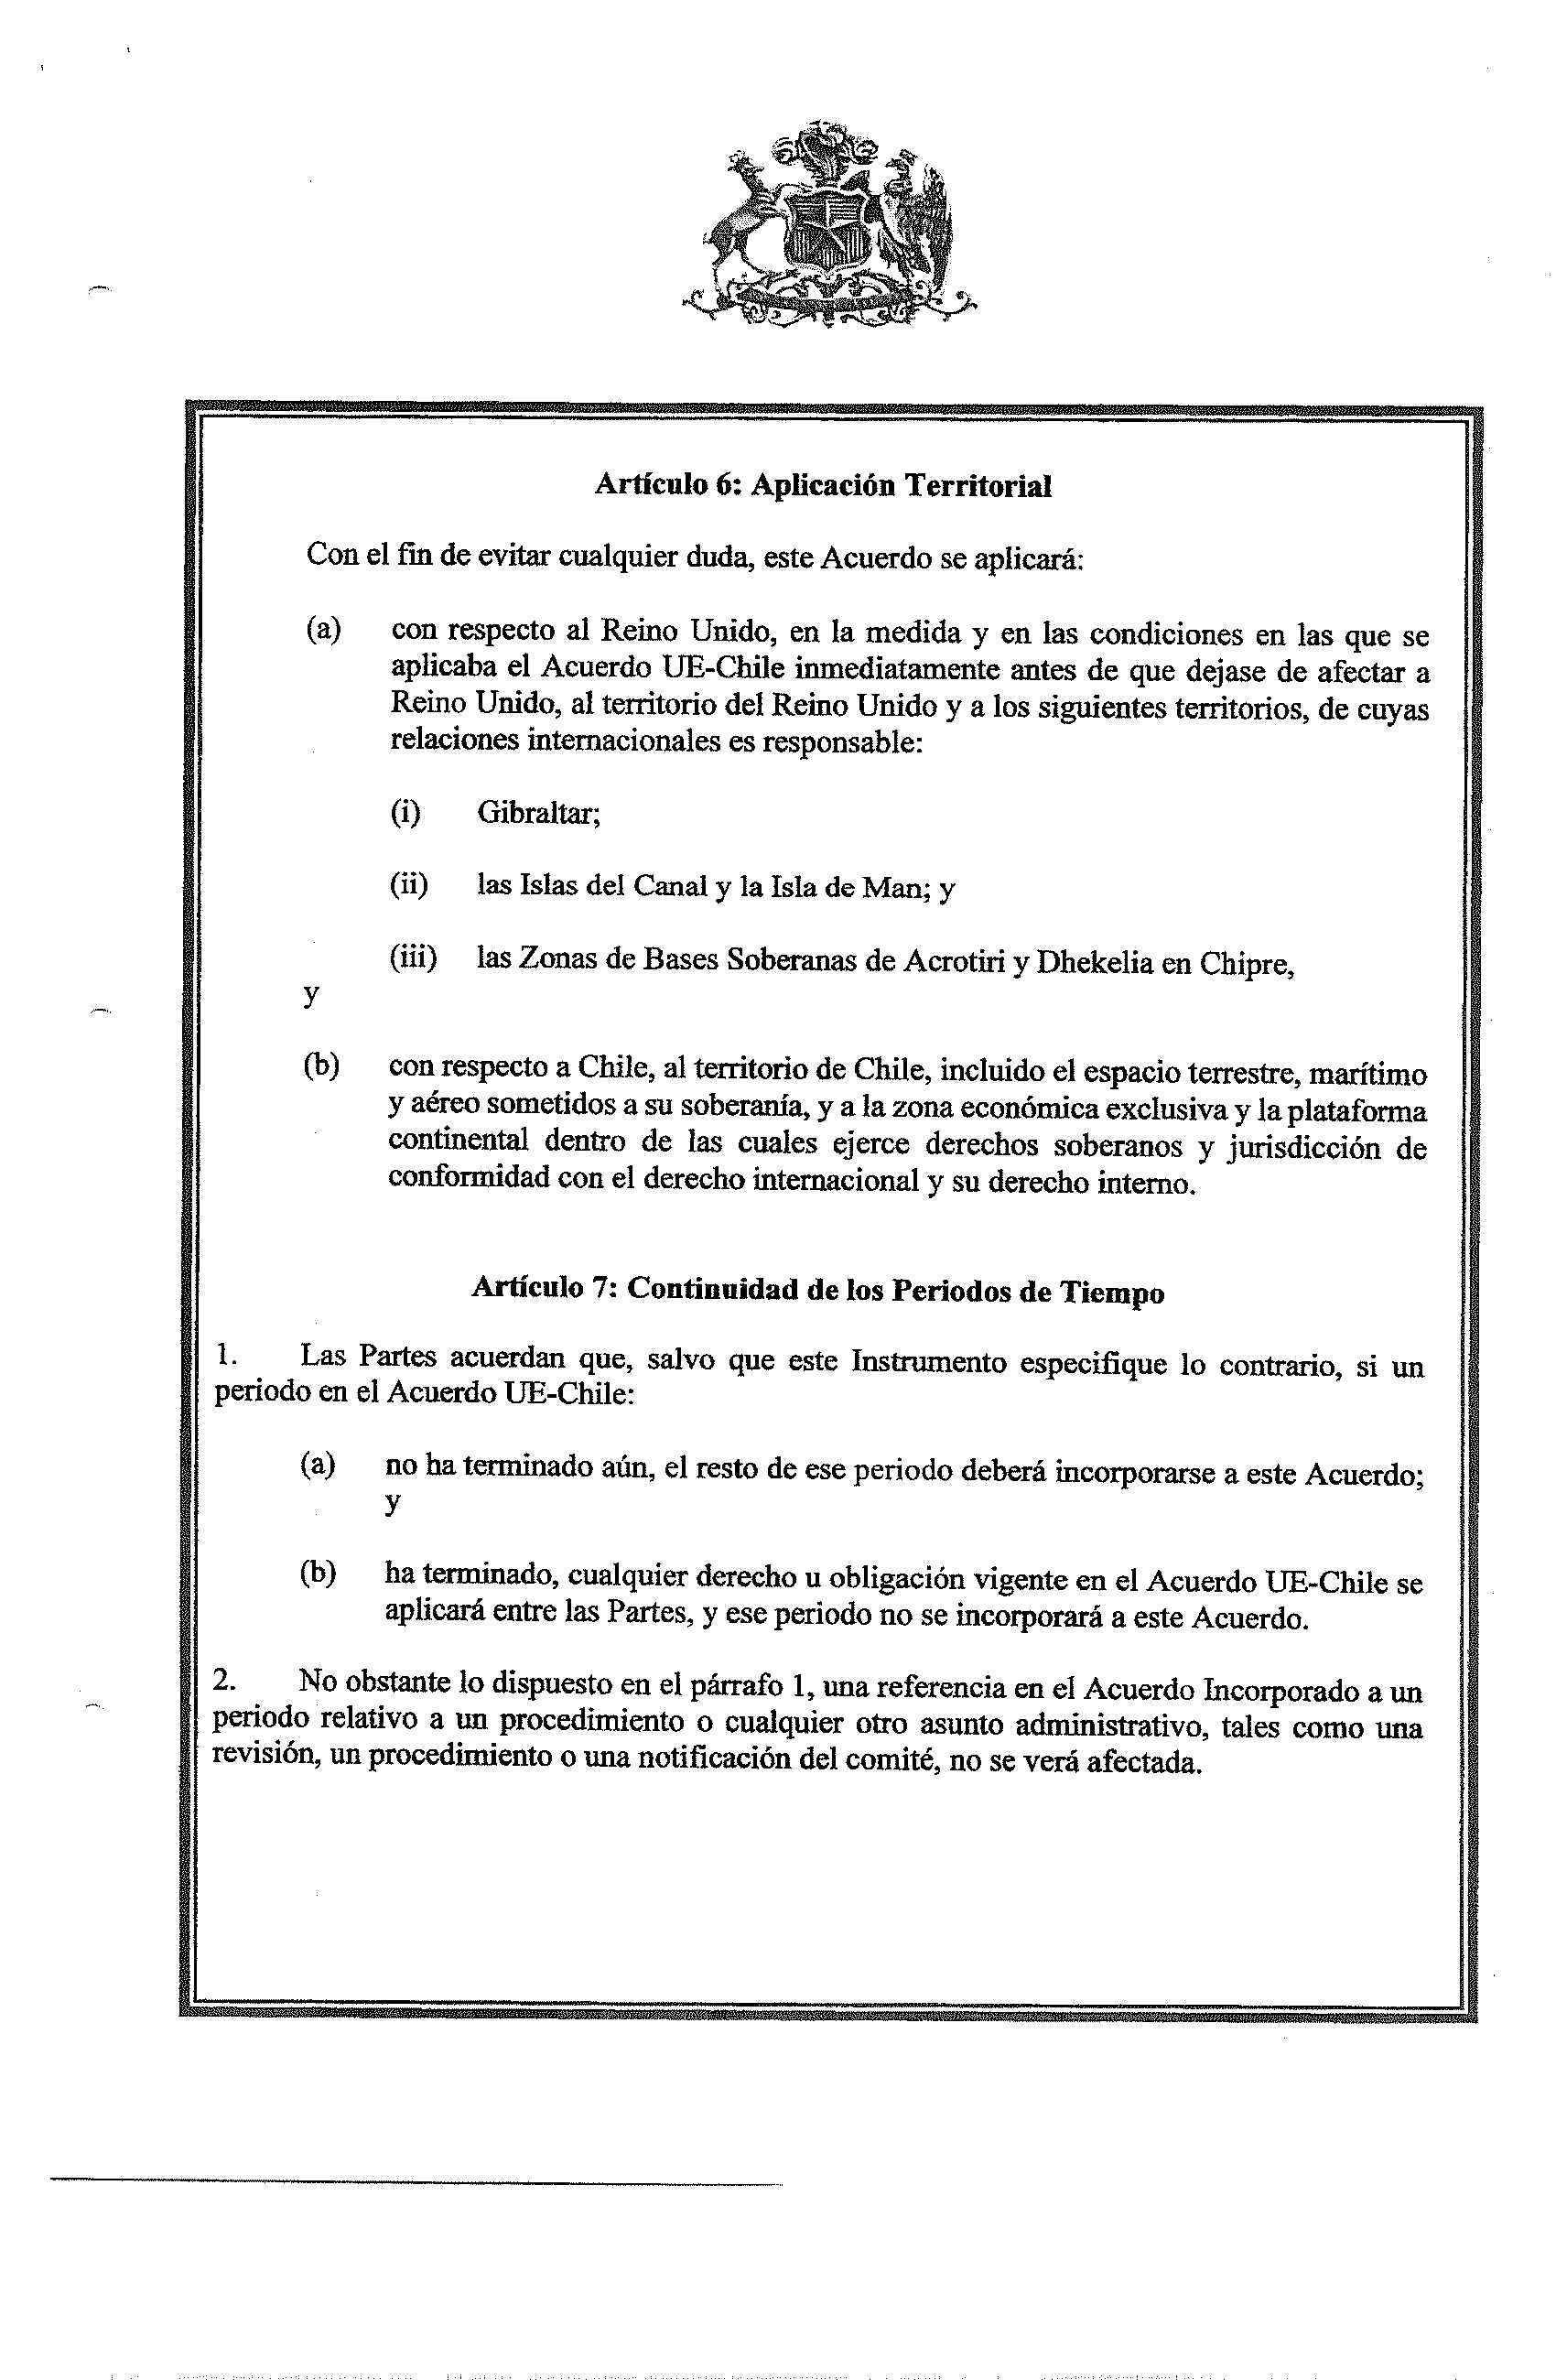 Artículo 6: Aplicación Territorial
Con el fin de evitar cualquier duda, este Acuerdo se aplicará:
(a) con respecto al Reino Unido, en la medida y en las condiciones en las que se
aplicaba el Acuerdo UE-Chile inmediatamente antes de que dejase de afectar a
Reino Unido, al territorio del Reino Unido y a los siguientes territorios, de cuyas
relaciones internacionales es responsable:
(i) Gibraltar;
(ii) las Islas del Canal y la Isla de Man; y
(iii) las Zonas de Bases Soberanas de Acrotiri y Dhekelia en Chipre,
y
(b) con respecto a Chile, al territorio de Chile, incluido el espacio terrestre, marítimo
y aéreo sometidos a su soberanía, y a la zona económica exclusiva y la plataforma
continental dentro de las cuales ejerce derechos soberanos y jurisdicción de
conformidad con el derecho internacional y su derecho interno.
Artículo 7: Continuidad de los Periodos de Tiempo
1. Las Partes acuerdan que, salvo que este Instrumento especifique lo contrario, si un
periodo en el Acuerdo UE-Chile:
(a) no ha terminado aún, el resto de ese periodo deberá incorporarse a este Acuerdo;
y
(b) ha terminado, cualquier derecho u obligación vigente en el Acuerdo UE-Chile se
aplicará entre las Partes, y ese periodo no se incorporará a este Acuerdo.
2. No obstante lo dispuesto en el párrafo 1, una referencia en el Acuerdo Incorporado a un
periodo relativo a un procedimiento o cualquier otro asunto administrativo, tales como una
revisión, un procedimiento o una notificación del comité, no se verá afectada.